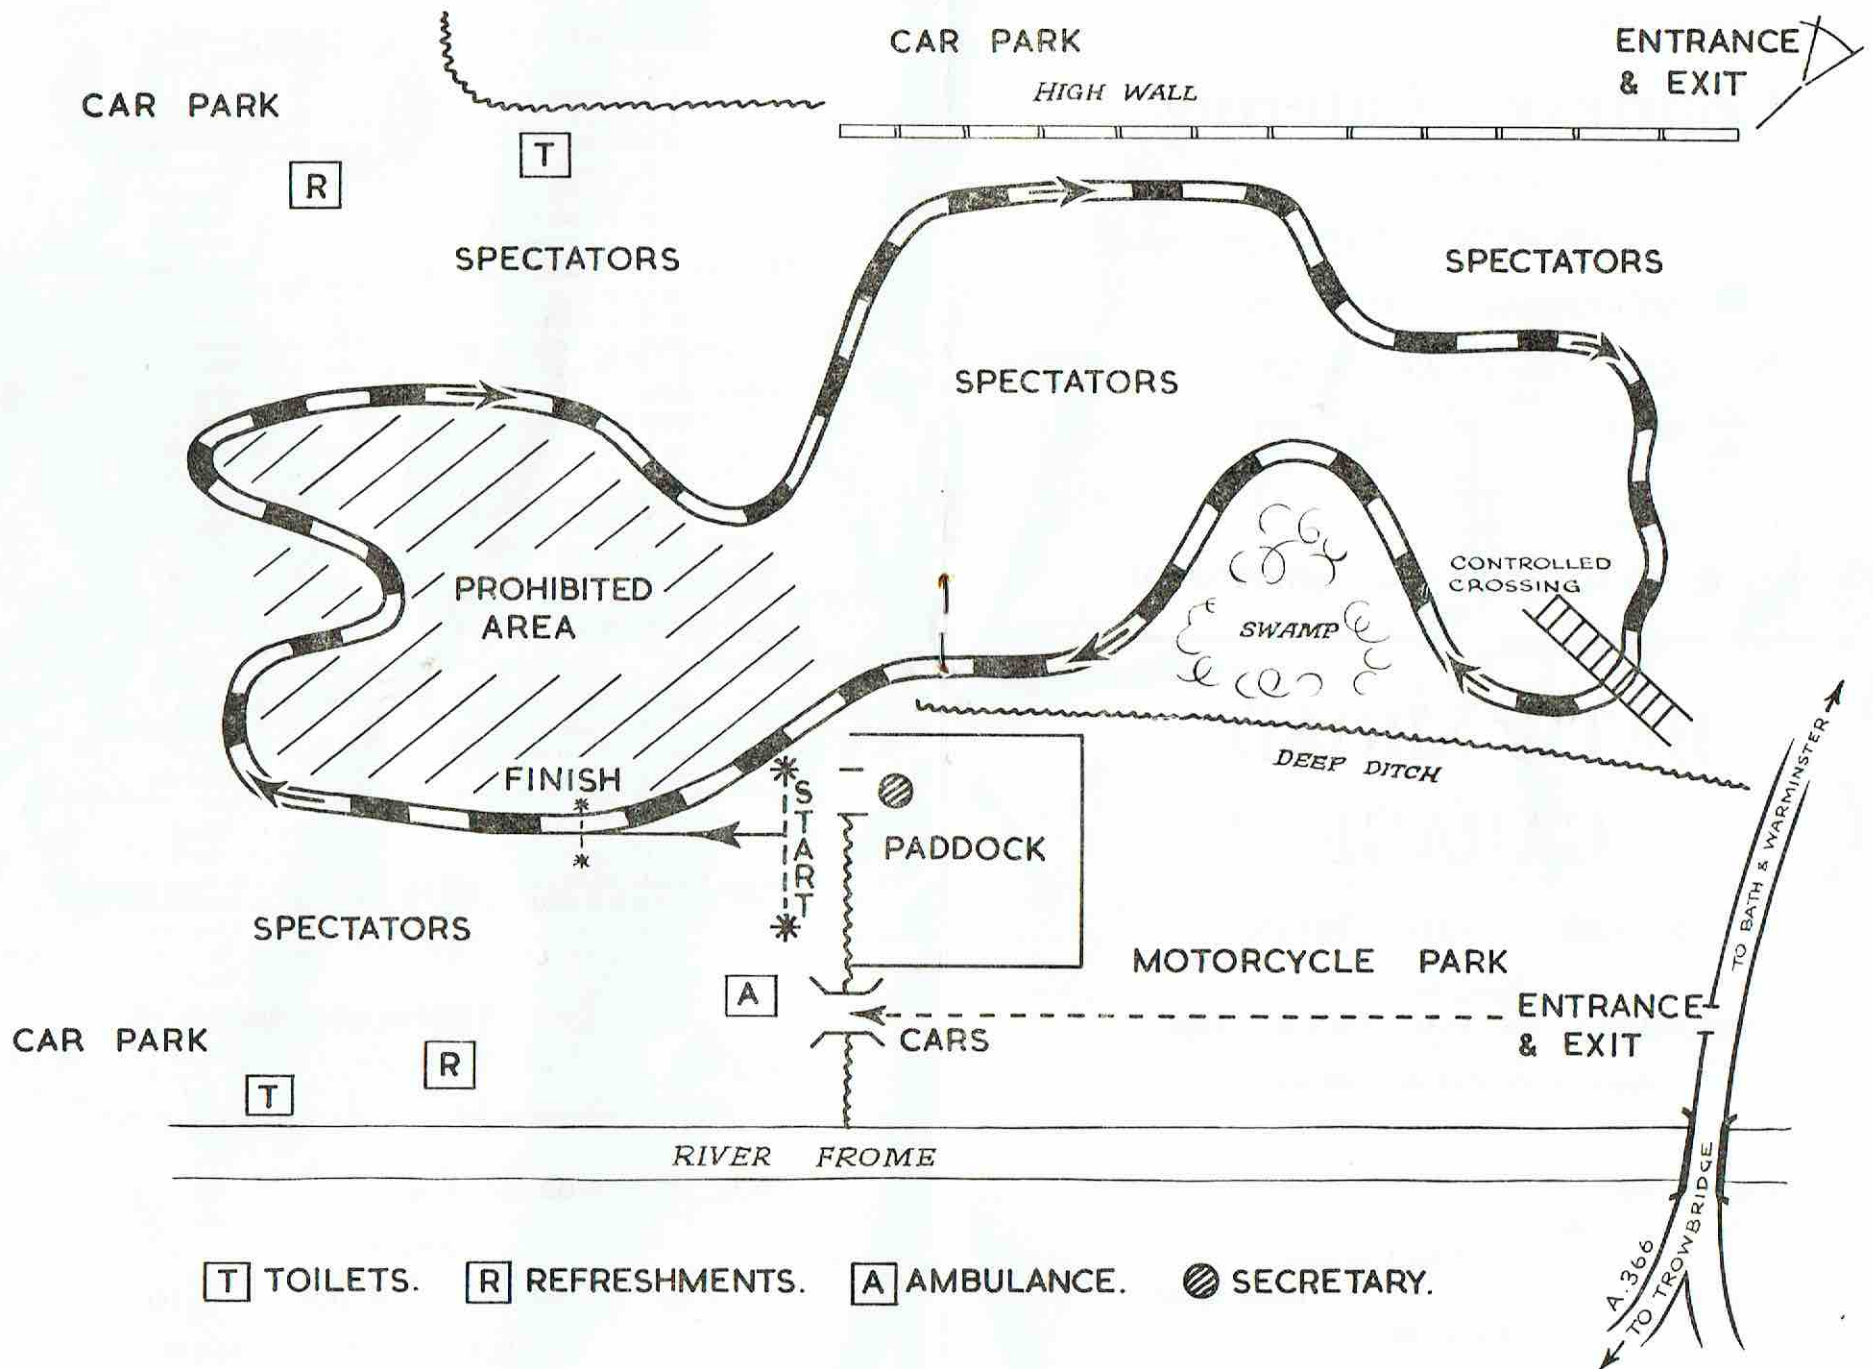 CAR PARK
ENTRANCE
& EXIT
HIGH WALL
CAR PARK
T
R
SPECTATORS
SPECTATORS
SPECTATORS
CONTROLLED
CROSSING
PROHIBITED
AREA
SWAMP
DEEP DITCH
FINISH
START
PADDOCK
SPECTATORS
MOTORCYCLE PARK
A
ENTRANCE
& EXIT
CARS
CAR PARK
R
T
TO BATH & WARMINSTER
RIVER FROME
A.366
TO TROWBRIDGE
T TOILETS. R REFRESHMENTS. A AMBULANCE. SECRETARY.